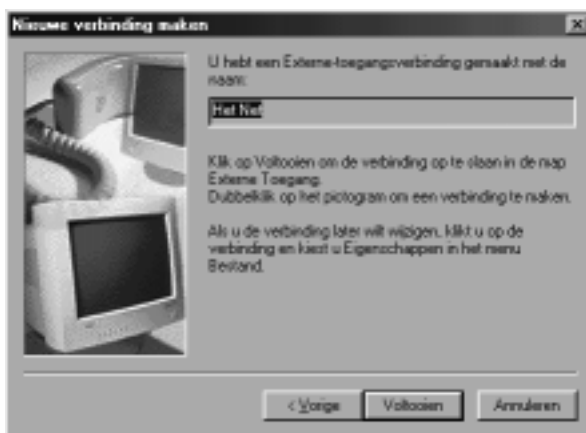 Nieuwe verbinding maken
U hebt een Externe-toegangsverbinding gemaakt met de
naam:
Het Net
Klik op Voltooien om de verbinding op te slaan in de map
Externe Toegang.
Dubbelklik op het pictogram om een verbinding te maken.
Als u de verbinding later wilt wijzigen, klikt u op de
verbinding en kiest u Eigenschappen in het menu
Bestand.
< Vorige
Voltooien
Annuleren